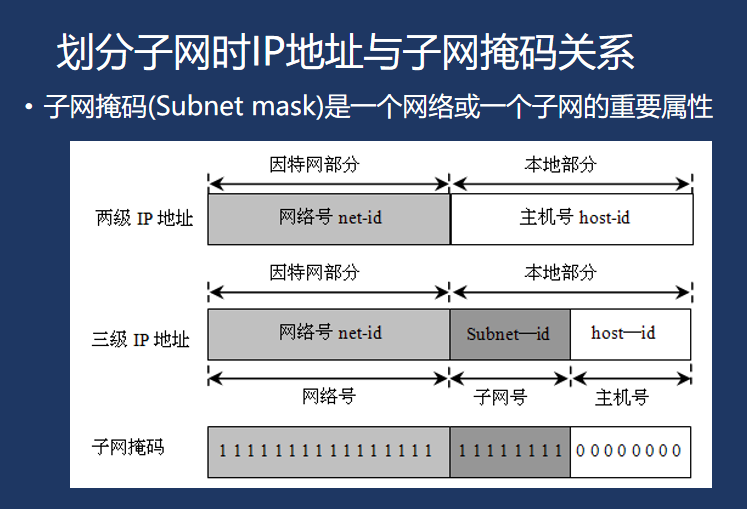 划分子网时IP地址与子网掩码关系
• 子网掩码(Subnet mask)是一个网络或一个子网的重要属性
因特网部分 本地部分
两级 IP 地址 网络号 net-id 主机号 host-id
因特网部分 本地部分
三级 IP 地址 网络号 net-id Subnet—id host—id
网络号 子网号 主机号
子网掩码 1 1 1 1 1 1 1 1 1 1 1 1 1 1 1 1 1 1 1 1 1 1 1 1 0 0 0 0 0 0 0 0